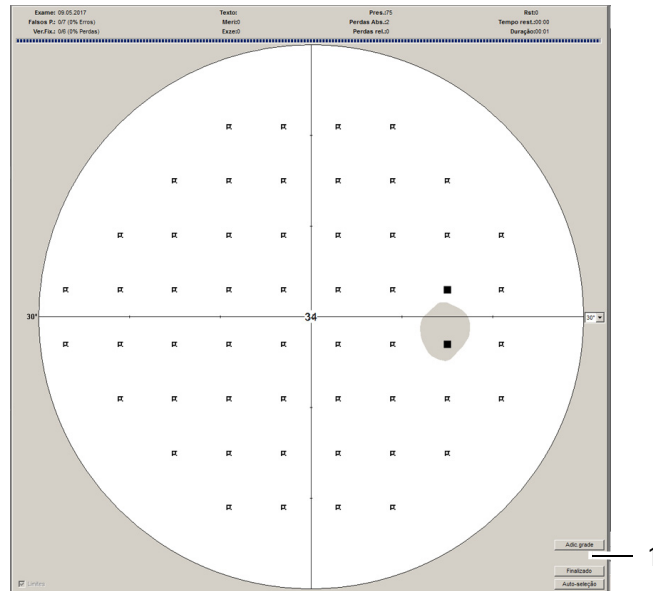 Exame: 09.05.2017 Texto: Pres.:75 Rst:0
Falsos P.: 0/7 (0% Erros) Merc:0 Perdas Abs.:2 Tempo rest.:00:00
Ver.Fix.: 0/6 (0% Perdas) Exze:0 Perdas rel.:0 Duração:00:01
30° 34 30°
Adic grade
1
Finalizado
Limites Auto-seleção